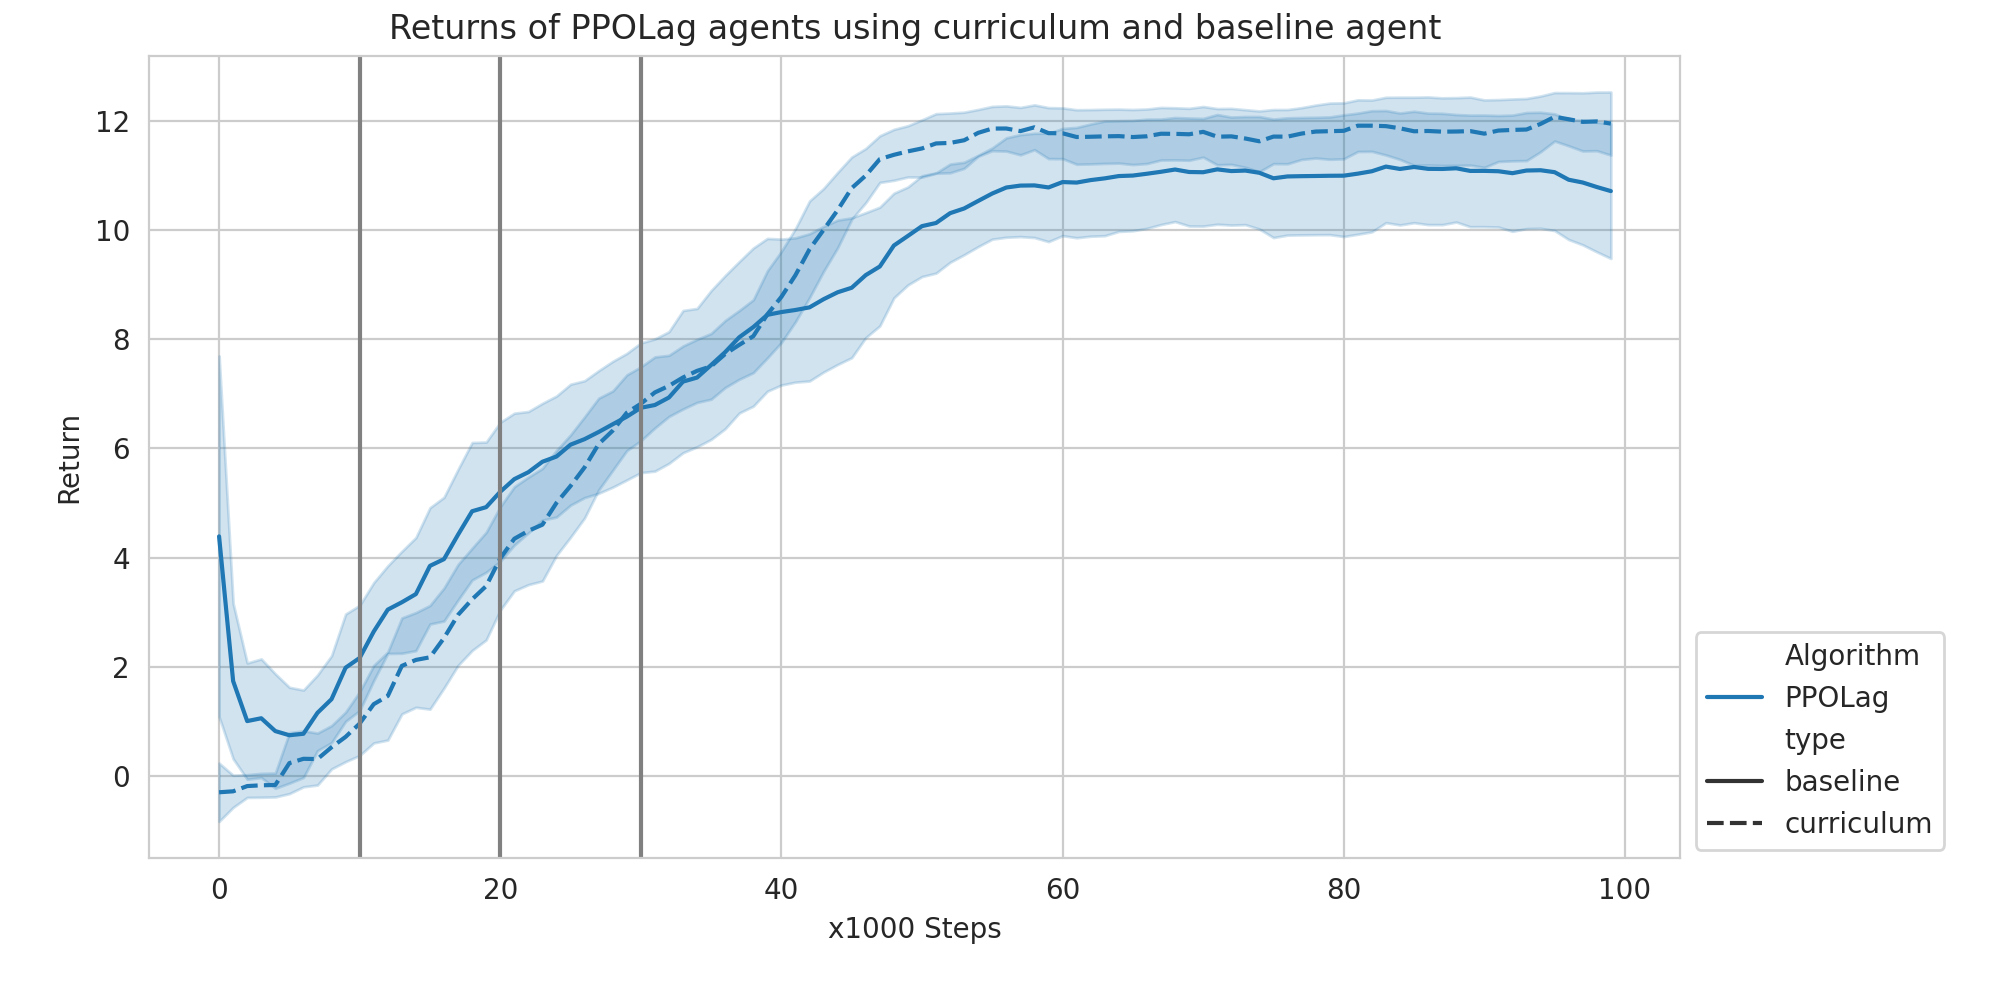 Returns of PPOLag agents using curriculum and baseline agent
12
10
8
6
4
2
0
Return
0 20 40 60 80 100
x1000 Steps
Algorithm
PPOLag
type
baseline
curriculum